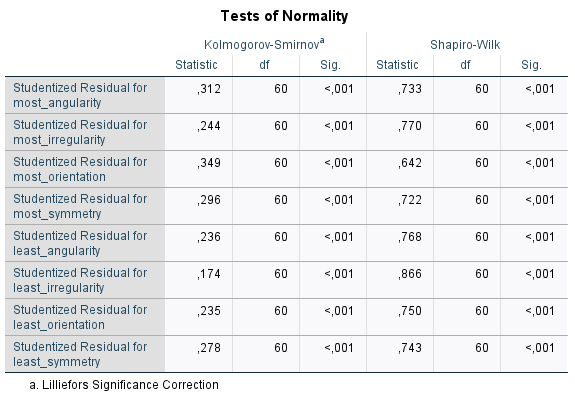 Tests of Normality
Kolmogorov-Smirnovᵃ Shapiro-Wilk
Statistic df Sig. Statistic df Sig.
Studentized Residual for most_angularity ,312 60 <,001 ,733 60 <,001
Studentized Residual for most_irregularity ,244 60 <,001 ,770 60 <,001
Studentized Residual for most_orientation ,349 60 <,001 ,642 60 <,001
Studentized Residual for most_symmetry ,296 60 <,001 ,722 60 <,001
Studentized Residual for least_angularity ,236 60 <,001 ,768 60 <,001
Studentized Residual for least_irregularity ,174 60 <,001 ,866 60 <,001
Studentized Residual for least_orientation ,235 60 <,001 ,750 60 <,001
Studentized Residual for least_symmetry ,278 60 <,001 ,743 60 <,001
a. Lilliefors Significance Correction